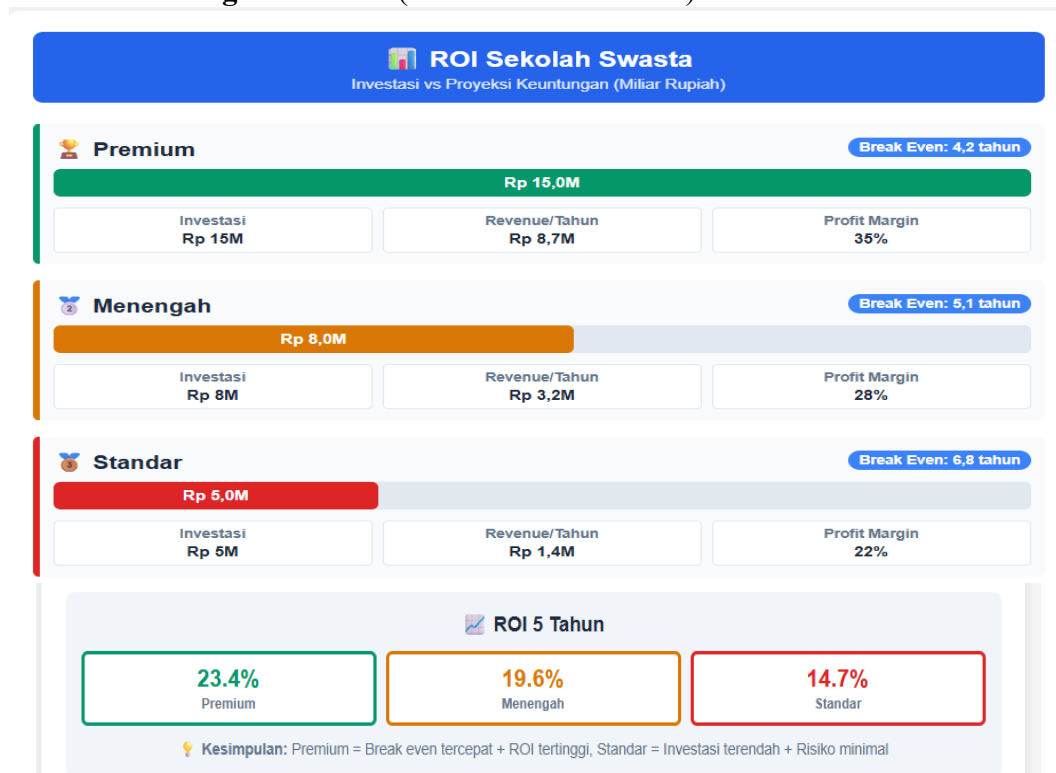 ROI Sekolah Swasta
Investasi vs Proyeksi Keuntungan (Miliar Rupiah)
Premium
Break Even: 4,2 tahun
Rp 15,0M
Investasi
Rp 15M
Revenue/Tahun
Rp 8,7M
Profit Margin
35%
2
Menengah
Break Even: 5,1 tahun
Rp 8,0M
Investasi
Rp 8M
Revenue/Tahun
Rp 3,2M
Profit Margin
28%
3
Standar
Break Even: 6,8 tahun
Rp 5,0M
Investasi
Rp 5M
Revenue/Tahun
Rp 1,4M
Profit Margin
22%
ROI 5 Tahun
23.4%
Premium
19.6%
Menengah
14.7%
Standar
Kesimpulan: Premium = Break even tercepat + ROI tertinggi, Standar = Investasi terendah + Risiko minimal